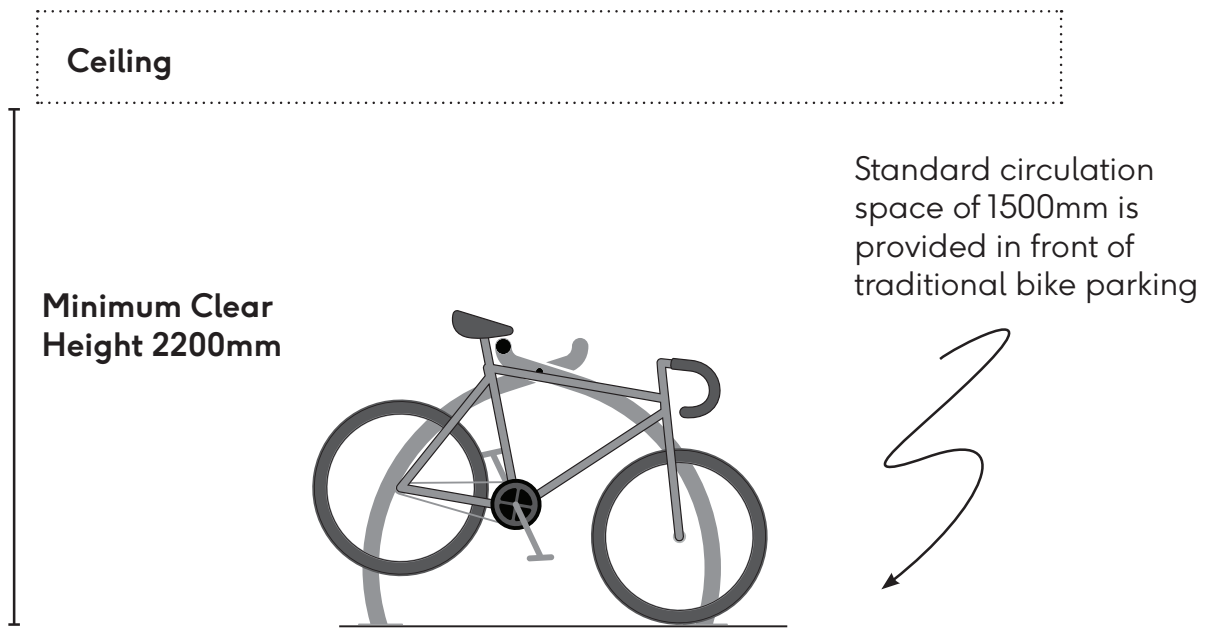 Ceiling
Standard circulation
space of 1500mm is
provided in front of
traditional bike parking
Minimum Clear
Height 2200mm